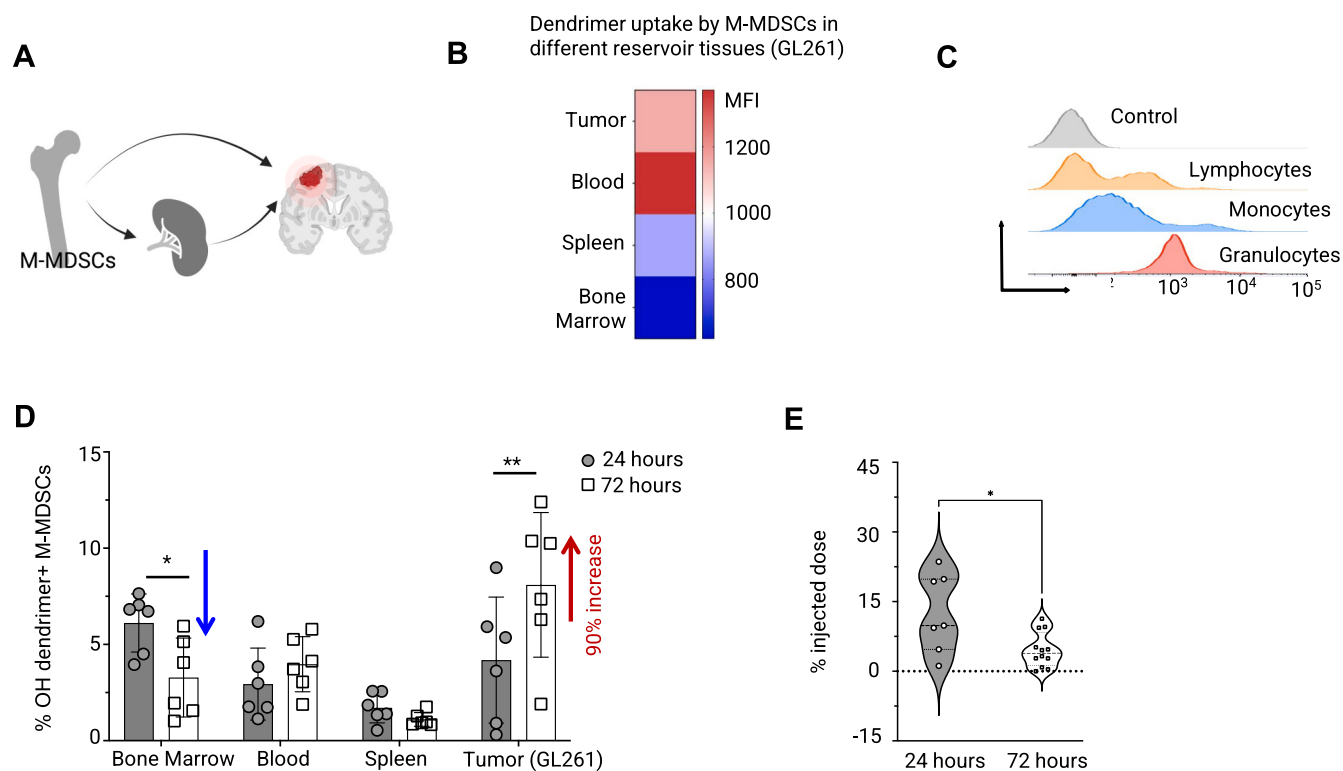 A
M-MDSCs
B
Dendrimer uptake by M-MDSCs in
different reservoir tissues (GL261)
Tumor
Blood
Spleen
Bone
Marrow
MFI
1200
1000
800
C
Control
Lymphocytes
Monocytes
Granulocytes
10³
10⁴
10⁵
D
% OH dendrimer+ M-MDSCs
15
10
5
0
*
**
24 hours
72 hours
90% increase
Bone Marrow
Blood
Spleen
Tumor (GL261)
E
% injected dose
45
30
15
0
-15
*
24 hours
72 hours